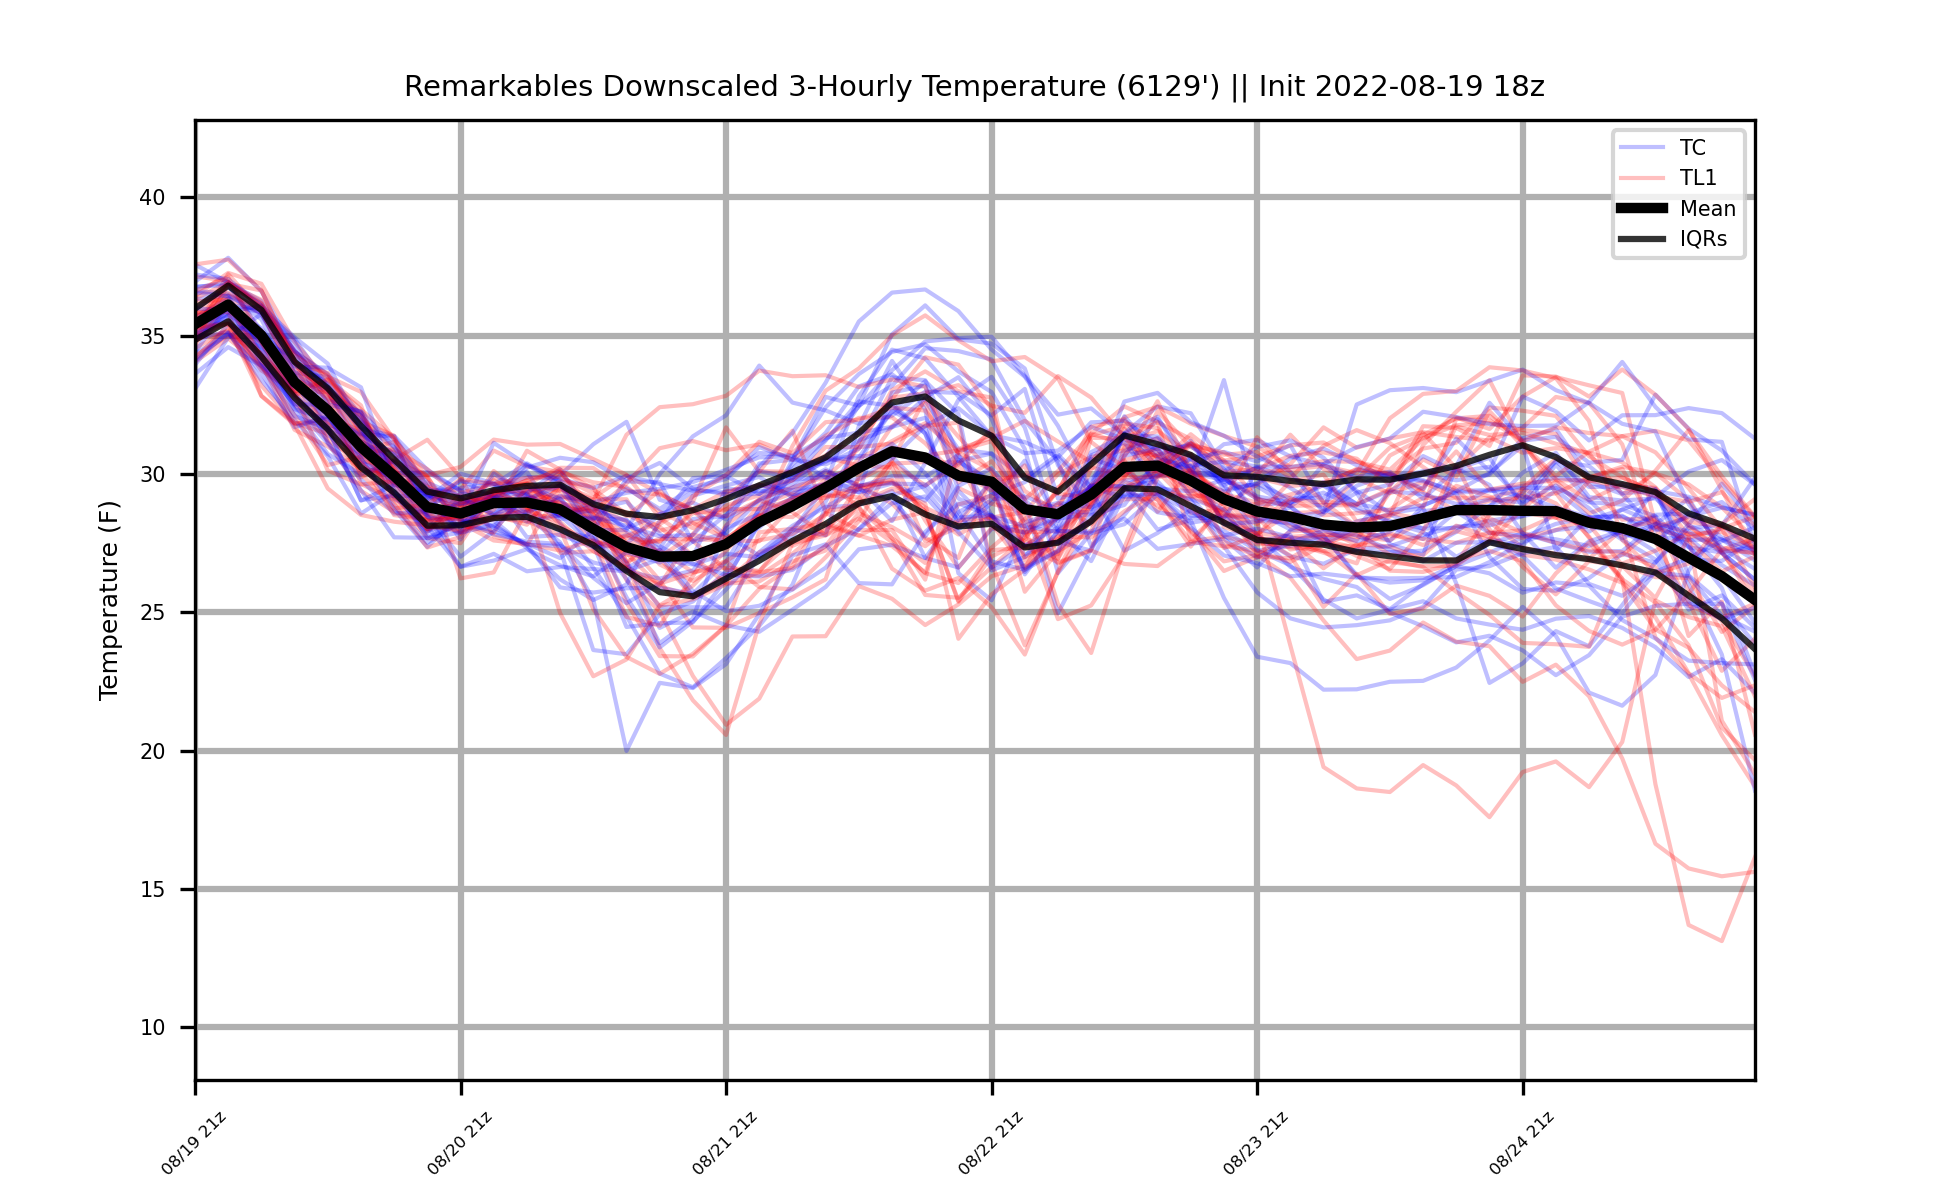 Remarkables Downscaled 3-Hourly Temperature (6129') || Init 2022-08-19 18z
TC
TL1
Mean
IQRs
Temperature (F)
40
35
30
25
20
15
10
08/19 21z
08/20 21z
08/21 21z
08/22 21z
08/23 21z
08/24 21z